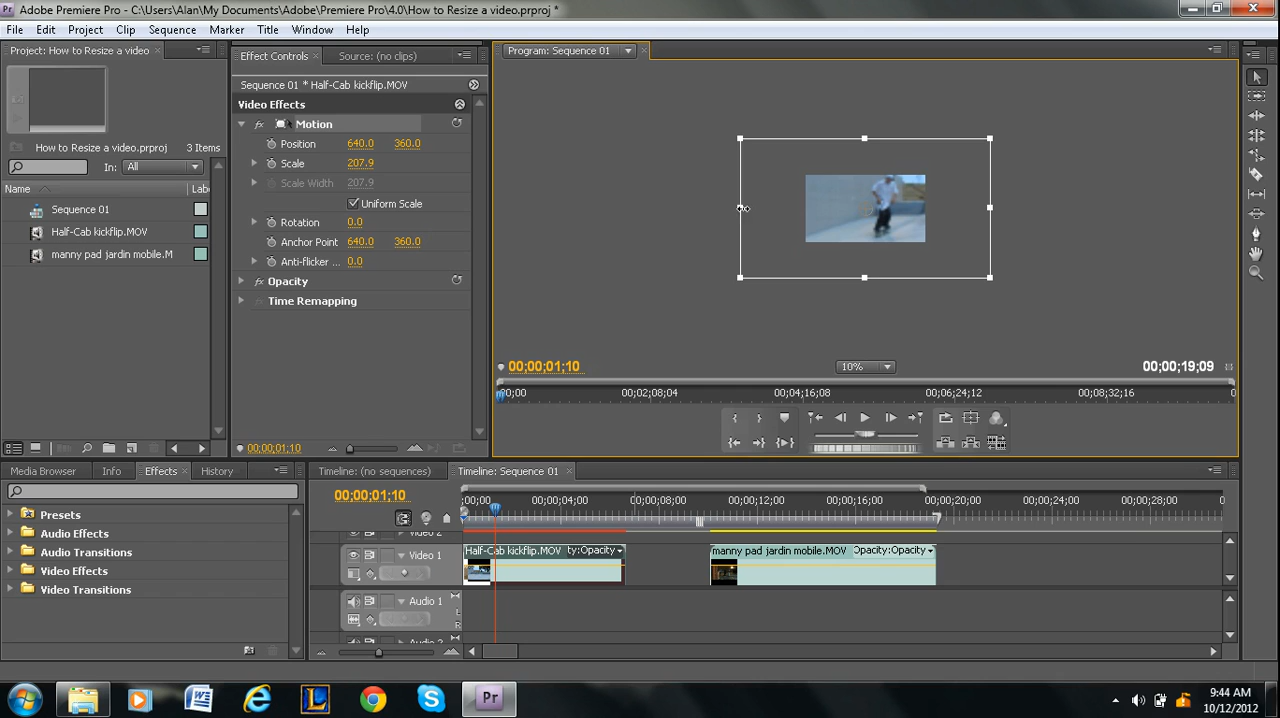 Adobe Premiere Pro - C:\Users\Alan\My Documents\Adobe\Premiere Pro\4.0\How to Resize a video.prproj *
File Edit Project Clip Sequence Marker Title Window Help
Project: How to Resize a video
How to Resize a video.prproj 3 Items
In: All
Name Labe
Sequence 01
Half-Cab kickflip.MOV
manny pad jardin mobile.M
Effect Controls Source: (no clips)
Sequence 01 * Half-Cab kickflip.MOV
Video Effects
Motion
Position 640.0 360.0
Scale 207.9
Scale Width 207.9
Uniform Scale
Rotation 0.0
Anchor Point 640.0 360.0
Anti-flicker ... 0.0
Opacity
Time Remapping
00;00;01;10
Program: Sequence 01
00;00;01;10 10% 00;00;19;09
00;00 00;02;08;04 00;04;16;08 00;06;24;12 00;08;32;16 0
Media Browser Info Effects History
Presets
Audio Effects
Audio Transitions
Video Effects
Video Transitions
Timeline: (no sequences) Timeline: Sequence 01
00;00;01;10
;00;00 00;00;04;00 00;00;08;00 00;00;12;00 00;00;16;00 00;00;20;00 00;00;24;00 00;00;28;00 0
Video 2
Video 1
Half-Cab kickflip.MOV ty:Opacity
manny pad jardin mobile.MOV Opacity:Opacity
Audio 1
L
R
Audio 2
W
L
S
Pr
9:44 AM
10/12/2012